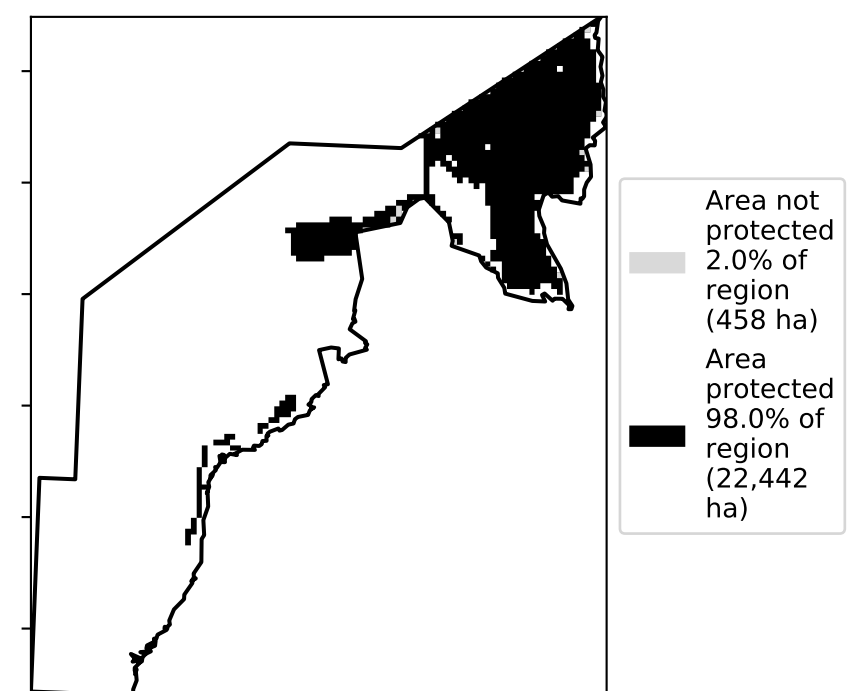 Area not
protected
2.0% of
region
(458 ha)
Area
protected
98.0% of
region
(22,442
ha)